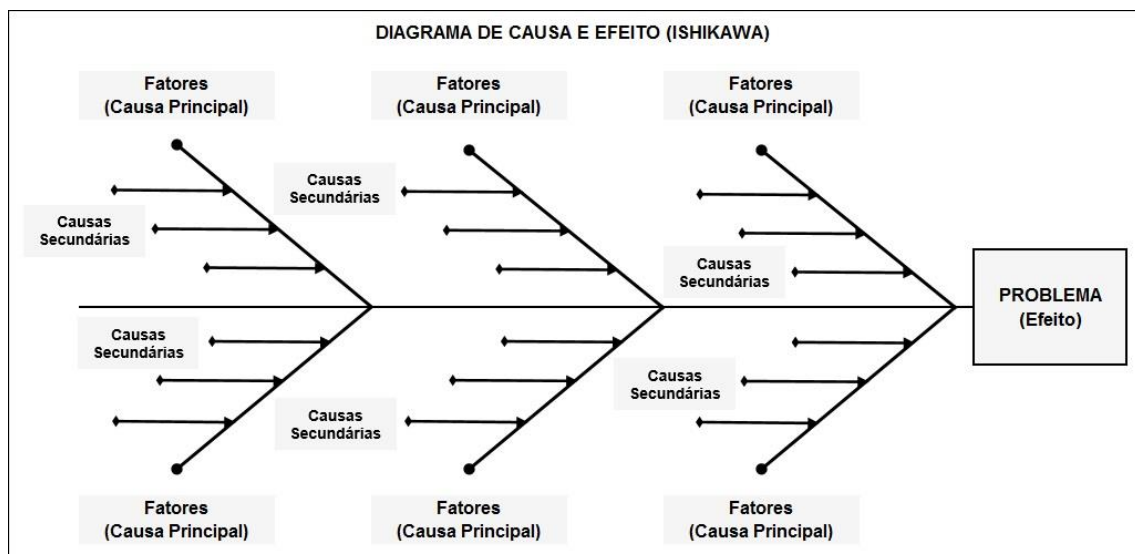 DIAGRAMA DE CAUSA E EFEITO (ISHIKAWA)
Fatores
(Causa Principal)
Fatores
(Causa Principal)
Fatores
(Causa Principal)
Causas
Secundárias
Causas
Secundárias
Causas
Secundárias
PROBLEMA
(Efeito)
Causas
Secundárias
Causas
Secundárias
Causas
Secundárias
Fatores
(Causa Principal)
Fatores
(Causa Principal)
Fatores
(Causa Principal)